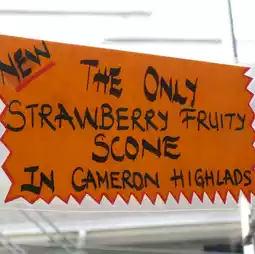 NEW
THE ONLY
STRAWBERRY FRUITY
SCONE
IN CAMERON HIGHLADS